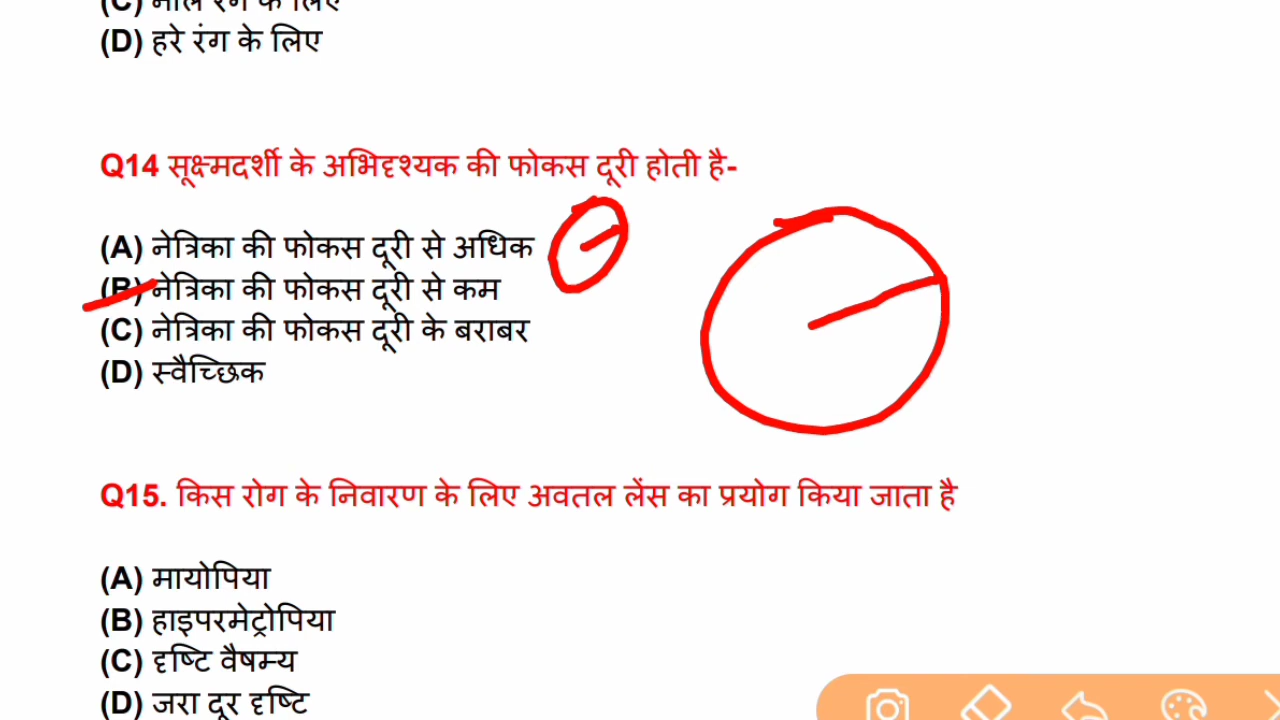 (D) हरे रंग के लिए
Q14 सूक्ष्मदर्शी के अभिदृश्यक की फोकस दूरी होती है-
(A) नेत्रिका की फोकस दूरी से अधिक
(B) नेत्रिका की फोकस दूरी से कम
(C) नेत्रिका की फोकस दूरी के बराबर
(D) स्वैच्छिक
Q15. किस रोग के निवारण के लिए अवतल लेंस का प्रयोग किया जाता है
(A) मायोपिया
(B) हाइपरमेट्रोपिया
(C) दृष्टि वैषम्य
(D) जरा दूर दृष्टि